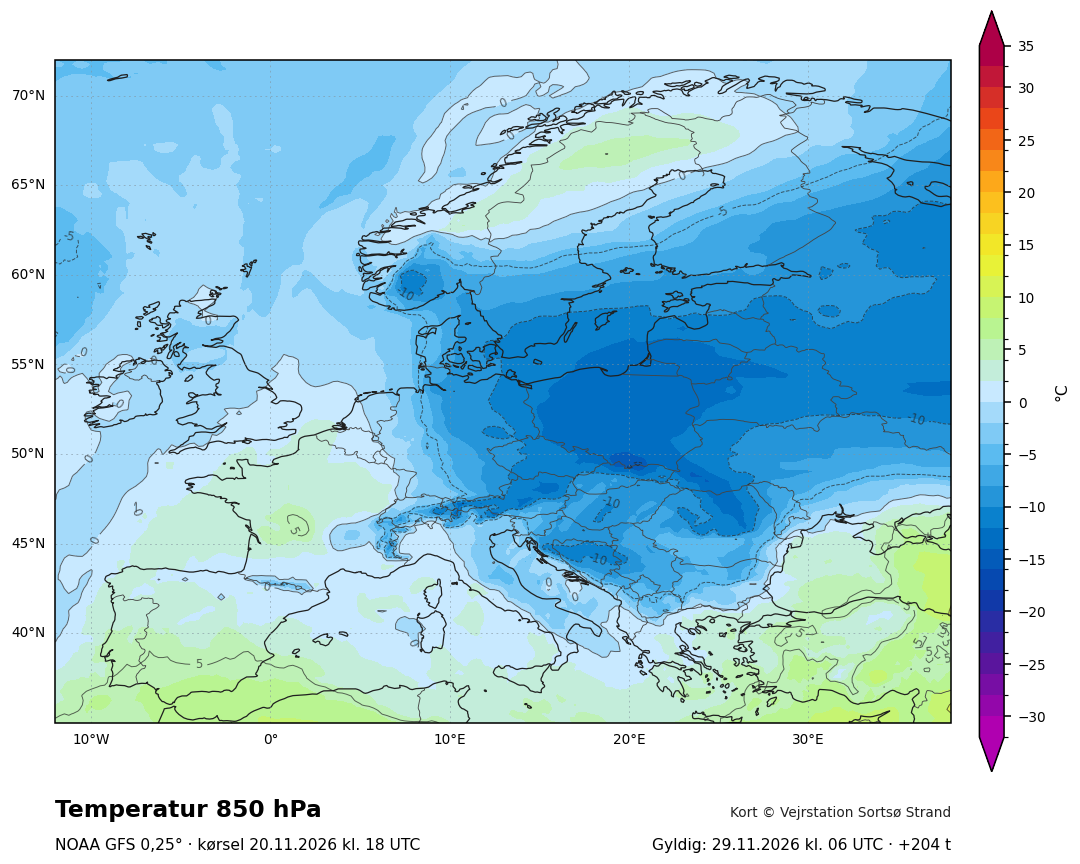 70°N
65°N
60°N
55°N
50°N
45°N
40°N
10°W
0°
10°E
20°E
30°E
35
30
25
20
15
10
5
0
−5
−10
−15
−20
−25
−30
°C
Temperatur 850 hPa
Kort © Vejrstation Sortsø Strand
NOAA GFS 0,25° · kørsel 20.11.2026 kl. 18 UTC
Gyldig: 29.11.2026 kl. 06 UTC · +204 t